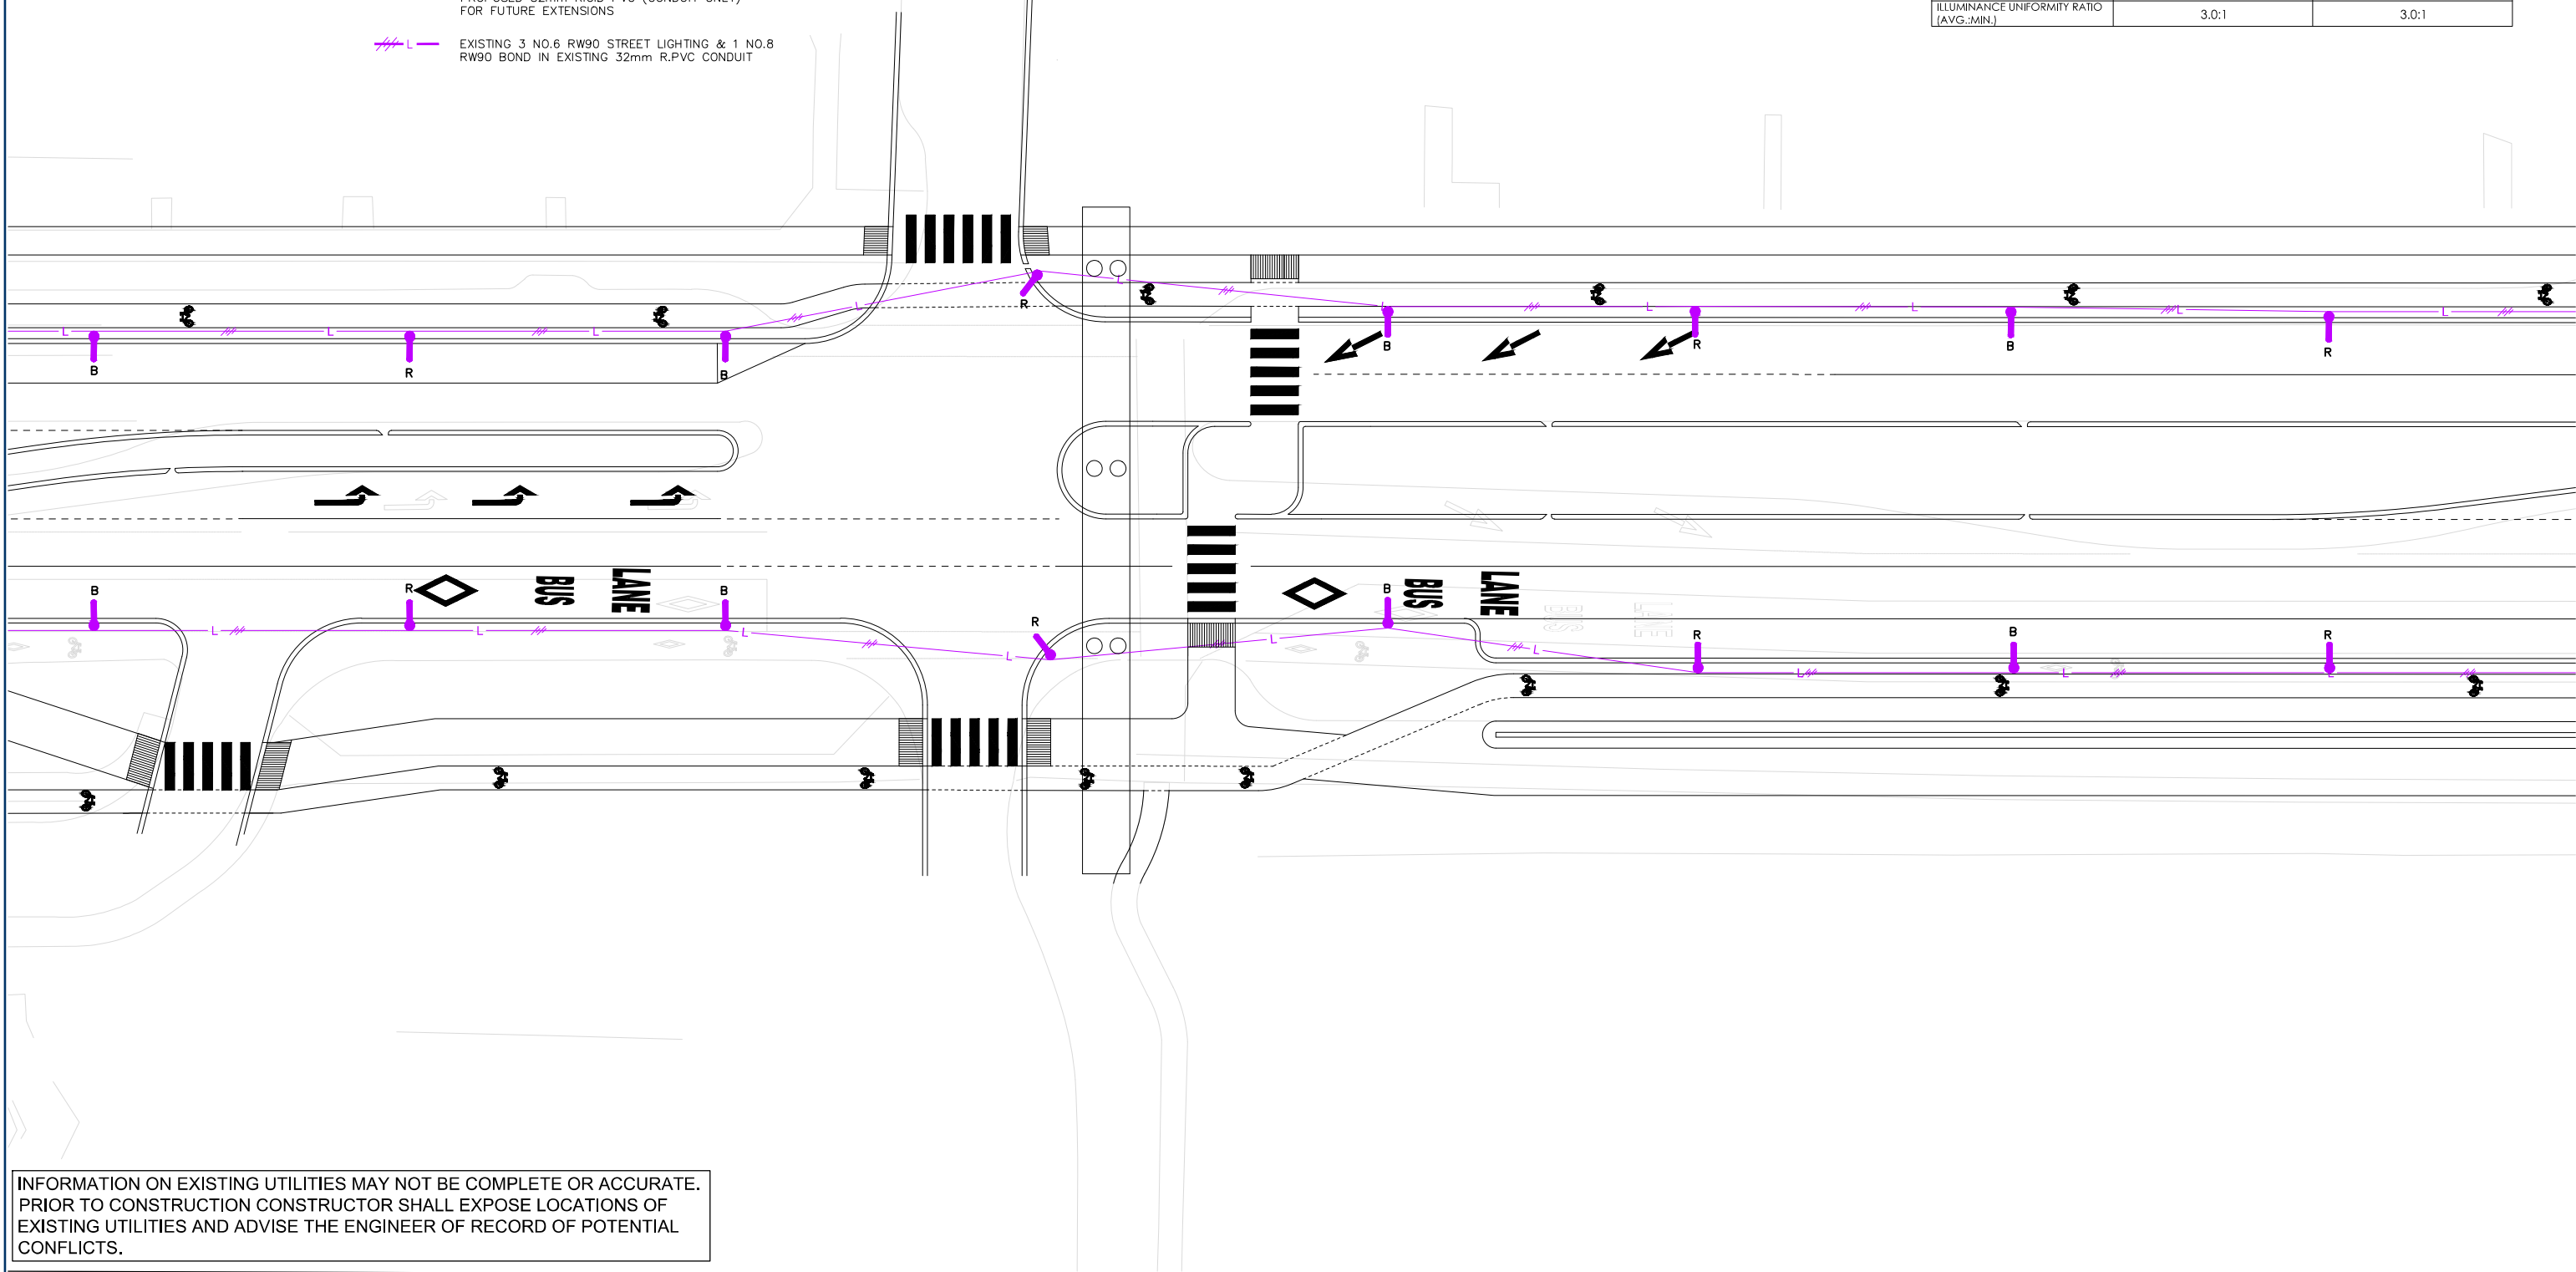 FOR FUTURE EXTENSIONS
L EXISTING 3 NO.6 RW90 STREET LIGHTING & 1 NO.8
RW90 BOND IN EXISTING 32mm R.PVC CONDUIT
ILLUMINANCE UNIFORMITY RATIO
(AVG.:MIN.) 3.0:1 3.0:1
L L L L L L L L L
R
B R B B R B R
B R B BUS LANE R B BUS LANE R B R
BUS LANE
L L L L L L L L L
INFORMATION ON EXISTING UTILITIES MAY NOT BE COMPLETE OR ACCURATE.
PRIOR TO CONSTRUCTION CONSTRUCTOR SHALL EXPOSE LOCATIONS OF
EXISTING UTILITIES AND ADVISE THE ENGINEER OF RECORD OF POTENTIAL
CONFLICTS.